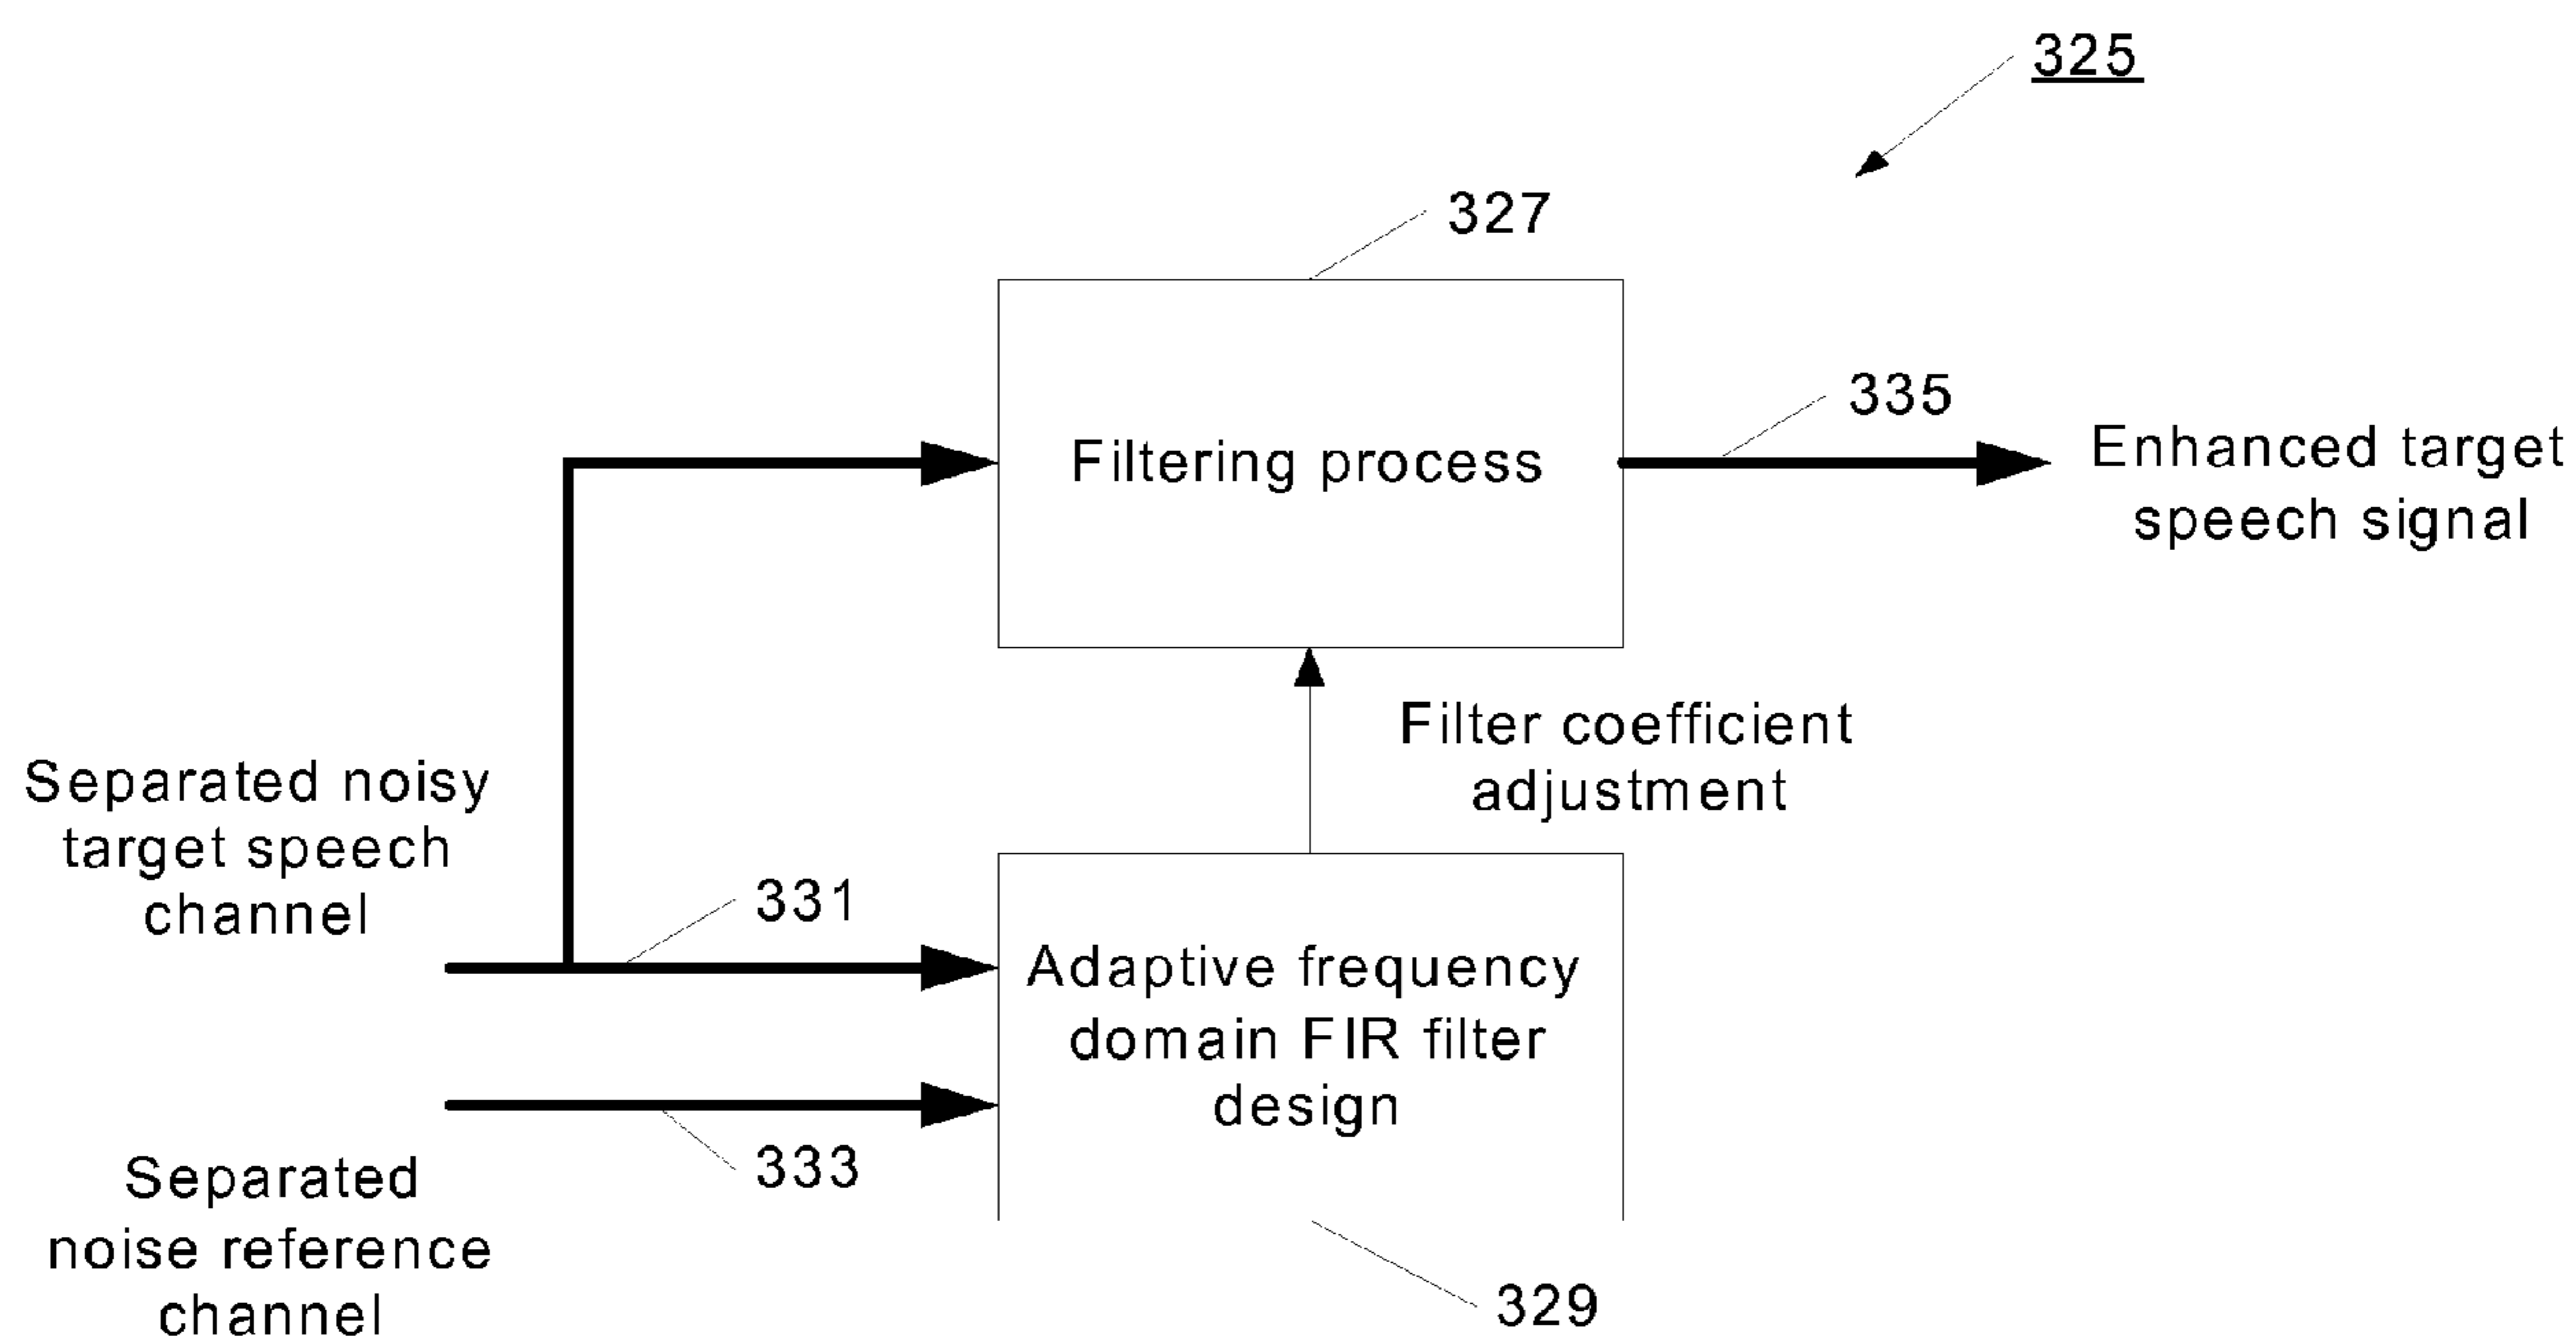 325
327
335
Filtering process
Enhanced target
speech signal
Filter coefficient
adjustment
Separated noisy
target speech
channel
331
Adaptive frequency
domain FIR filter
design
333
Separated
noise reference
channel
329